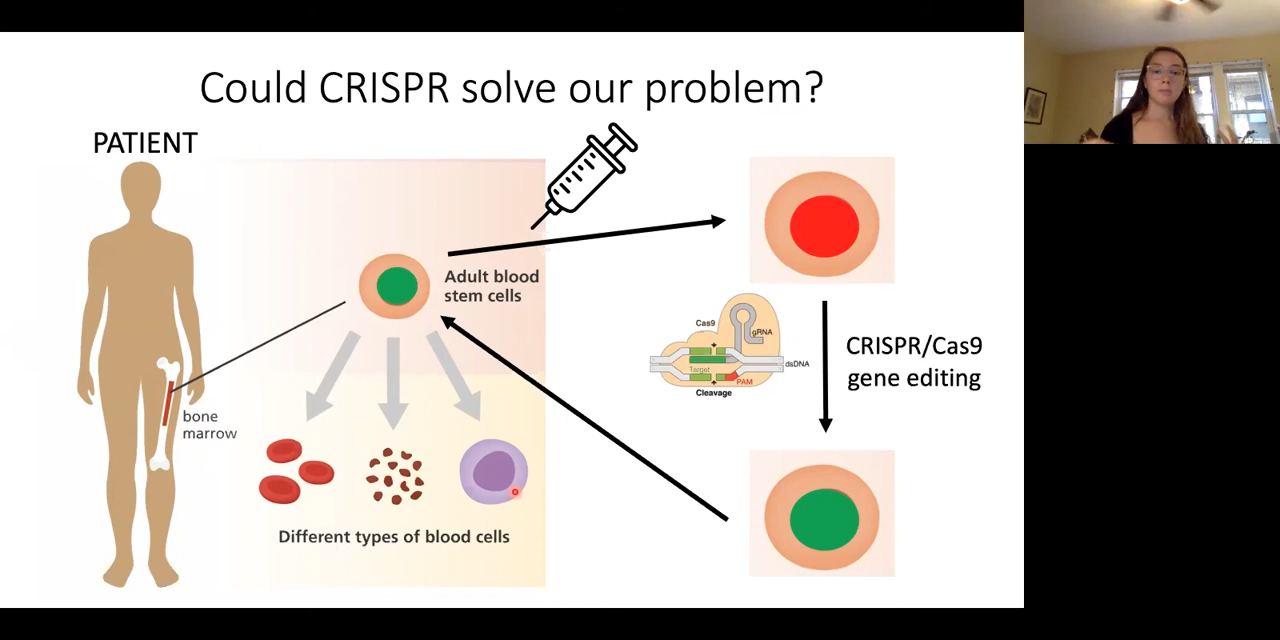 Could CRISPR solve our problem?
PATIENT
Adult blood
stem cells
bone
marrow
Different types of blood cells
Cas9
gRNA
dsDNA
Target
PAM
Cleavage
CRISPR/Cas9
gene editing